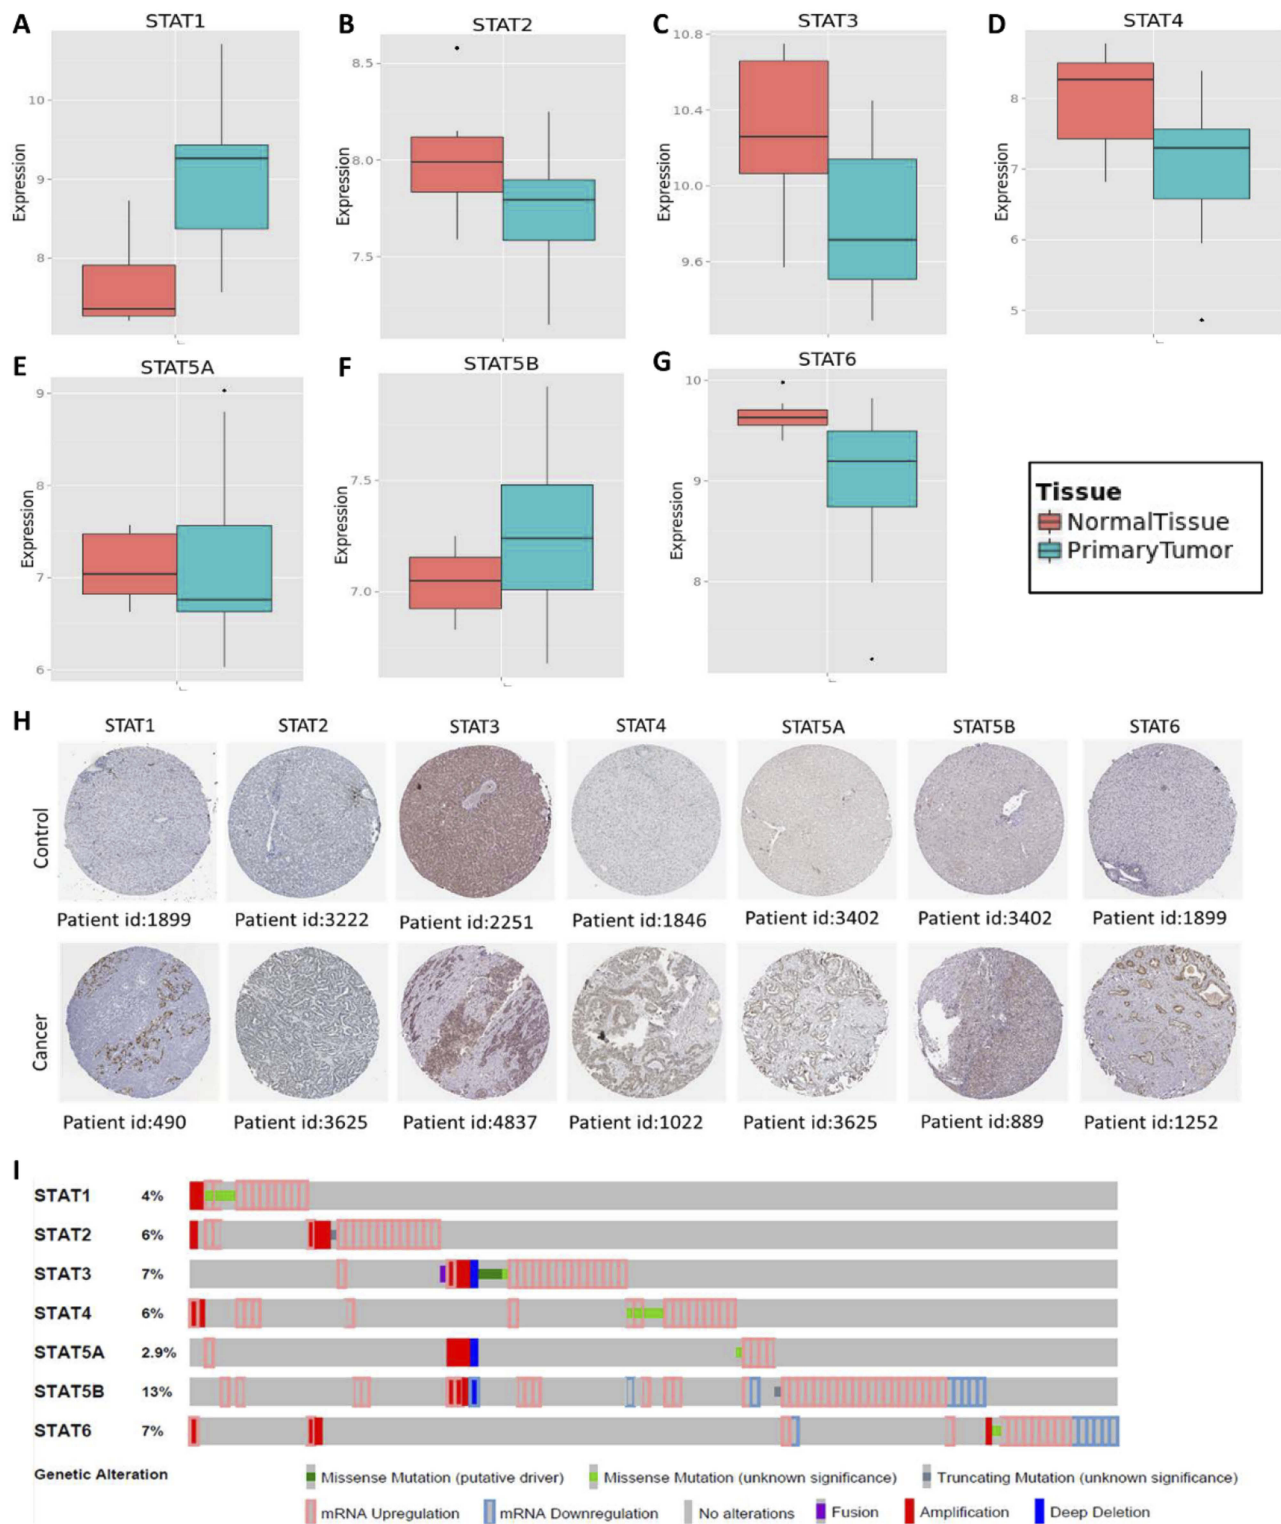 A STAT1 B STAT2 C STAT3 D STAT4
Expression 10 9 8
Expression 8.5 8.0 7.5
Expression 10.8 10.4 10.0 9.6
Expression 8 7 6 5
E STAT5A F STAT5B G STAT6
Expression 9 8 7 6
Expression 7.5 7.0
Expression 10 9 8
Tissue
NormalTissue
PrimaryTumor
H STAT1 STAT2 STAT3 STAT4 STAT5A STAT5B STAT6
Control
Patient id:1899 Patient id:3222 Patient id:2251 Patient id:1846 Patient id:3402 Patient id:3402 Patient id:1899
Cancer
Patient id:490 Patient id:3625 Patient id:4837 Patient id:1022 Patient id:3625 Patient id:889 Patient id:1252
I
STAT1 4%
STAT2 6%
STAT3 7%
STAT4 6%
STAT5A 2.9%
STAT5B 13%
STAT6 7%
Genetic Alteration Missense Mutation (putative driver) Missense Mutation (unknown significance) Truncating Mutation (unknown significance)
mRNA Upregulation mRNA Downregulation No alterations Fusion Amplification Deep Deletion